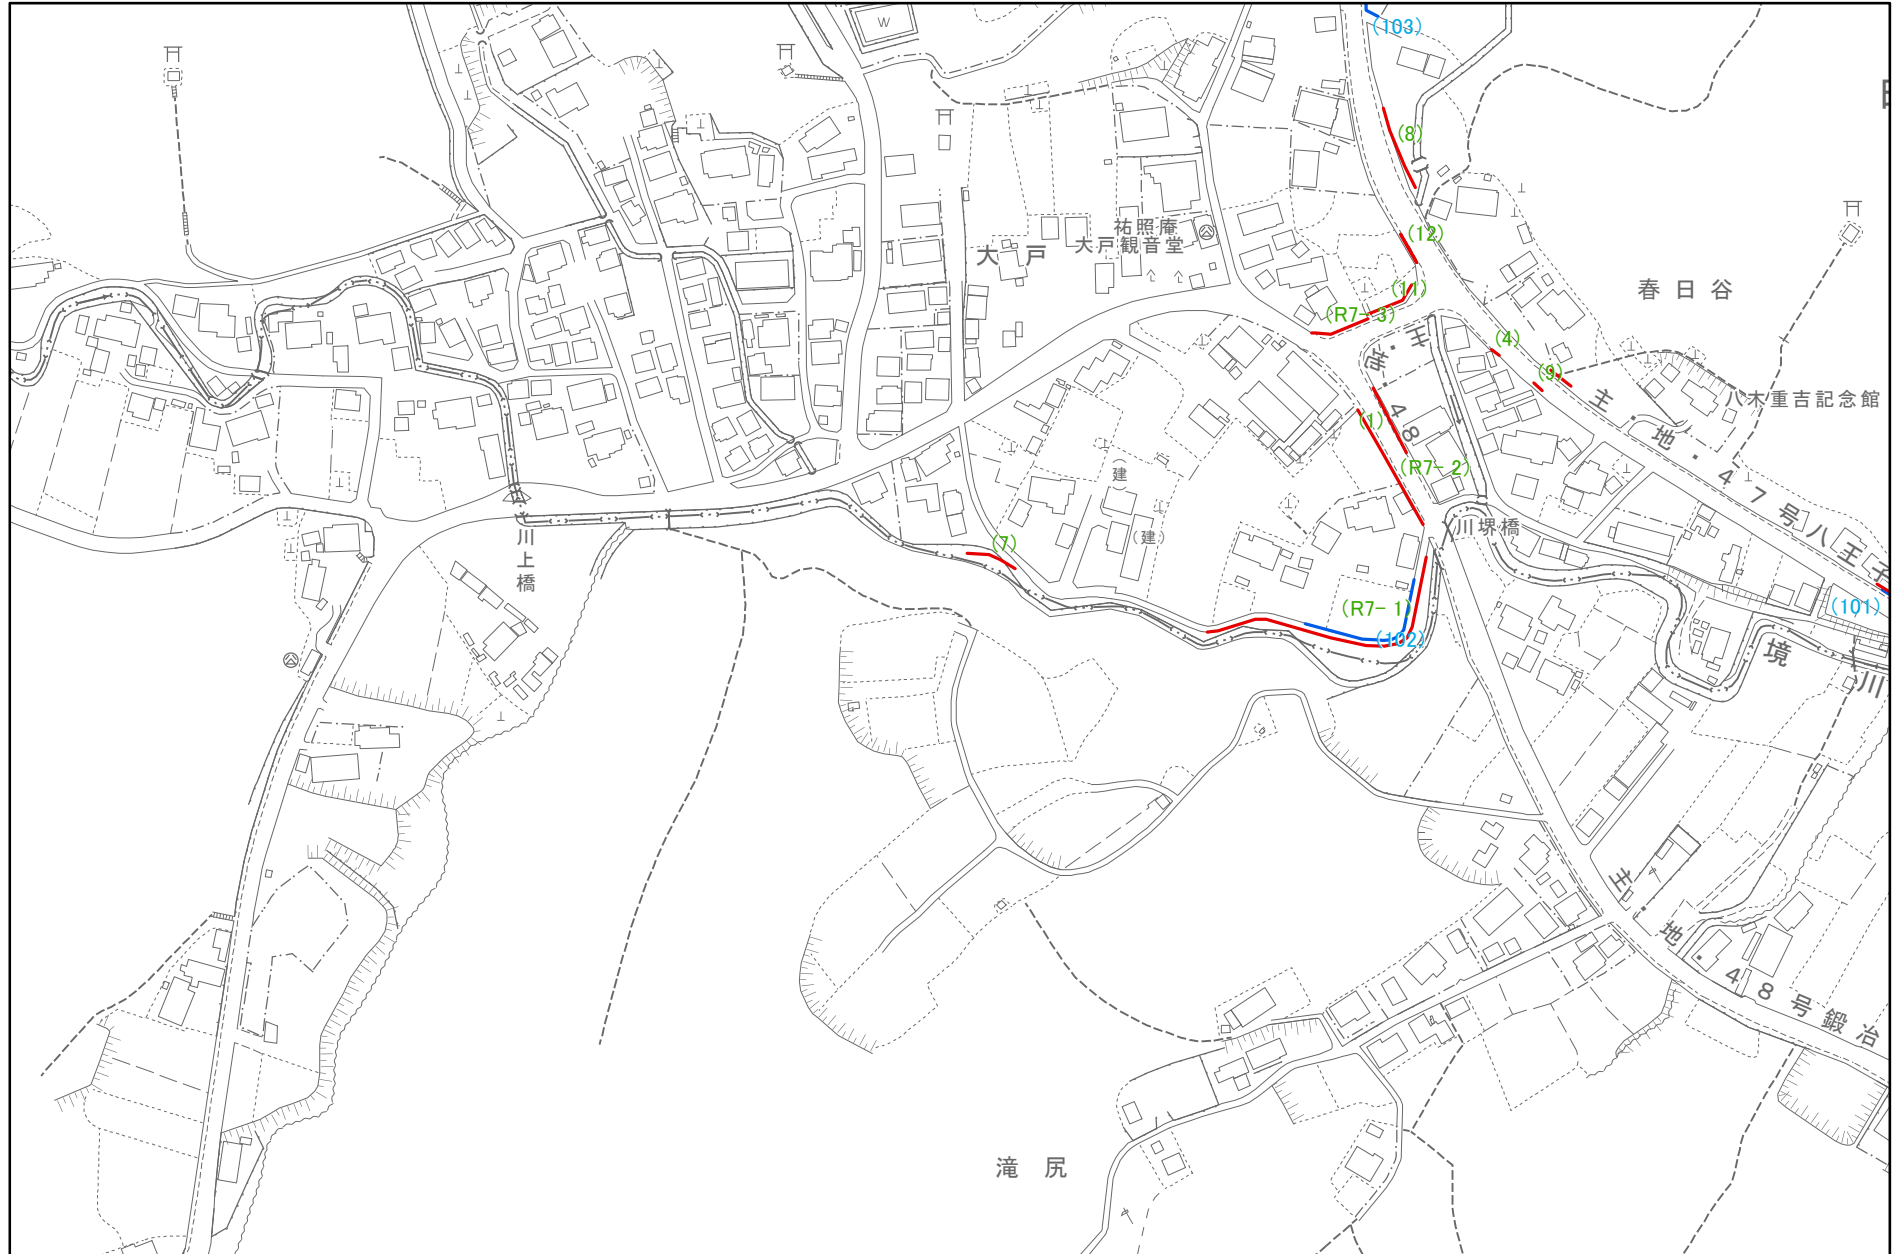 (103)
W
(8)
祐照庵
大戸観音堂
大戸
(12)
春日谷
(11)
(R7-3)
主・地・48
(4)
(9)
八木重吉記念館
(1)
主・地・47号八王子
(R7-2)
建
(建)
川堺橋
川上橋
(7)
(R7-1)
(101)
(102)
境川
主・地・48号鍛冶
滝尻